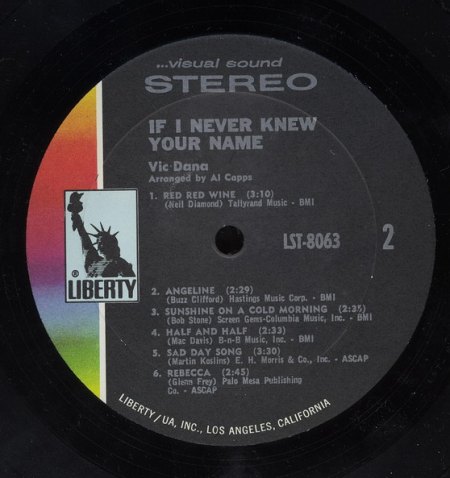 ...visual sound
STEREO
IF I NEVER KNEW
YOUR NAME
Vic Dana
Arranged by Al Capps
1. RED RED WINE (3:10)
(Neil Diamond) Tallyrand Music - BMI
LST-8063 2
® LIBERTY
2. ANGELINE (2:29)
(Buzz Clifford) Hastings Music Corp. - BMI
3. SUNSHINE ON A COLD MORNING (2:35)
(Bob Stone) Screen Gems-Columbia Music, Inc. - BMI
4. HALF AND HALF (2:33)
(Mac Davis) B-n-B Music, Inc. - BMI
5. SAD DAY SONG (3:30)
(Martin Koslins) E. H. Morris & Co., Inc. - ASCAP
6. REBECCA (2:45)
(Glenn Frey) Palo Mesa Publishing
Co. - ASCAP
LIBERTY/UA, INC., LOS ANGELES, CALIFORNIA